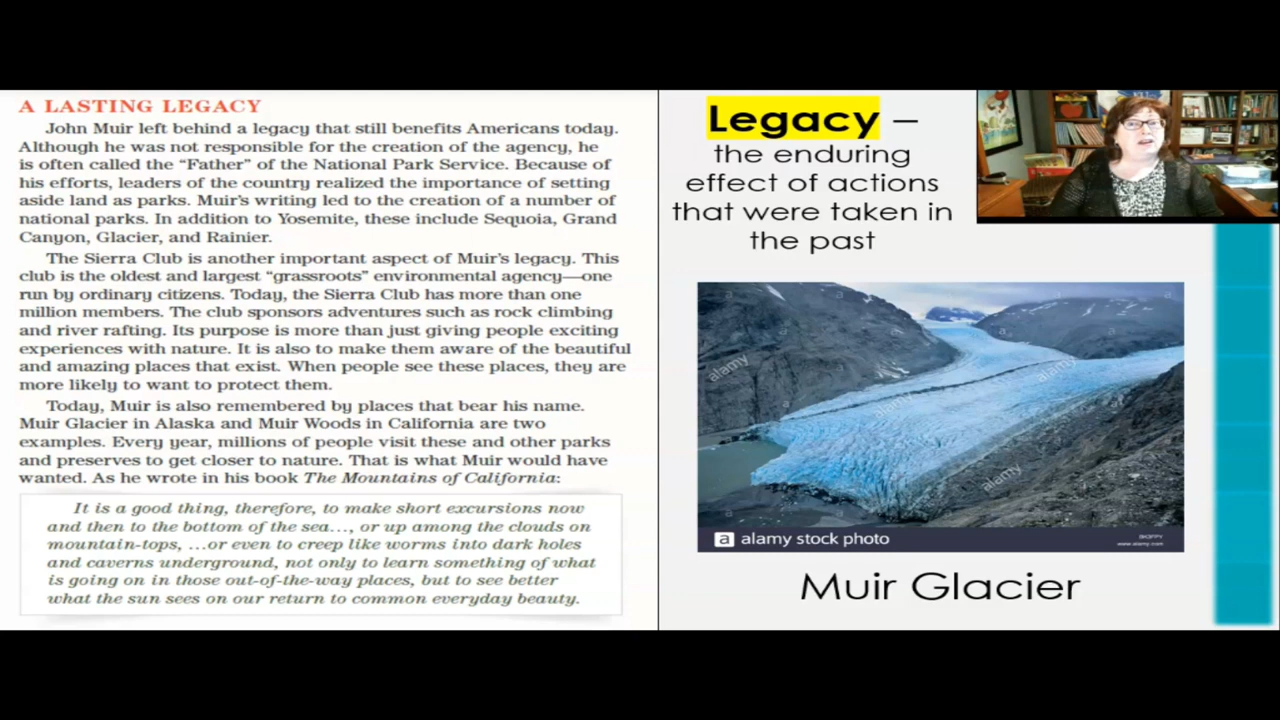 A LASTING LEGACY
John Muir left behind a legacy that still benefits Americans today.
Although he was not responsible for the creation of the agency, he
is often called the “Father” of the National Park Service. Because of
his efforts, leaders of the country realized the importance of setting
aside land as parks. Muir’s writing led to the creation of a number of
national parks. In addition to Yosemite, these include Sequoia, Grand
Canyon, Glacier, and Rainier.
The Sierra Club is another important aspect of Muir’s legacy. This
club is the oldest and largest “grassroots” environmental agency—one
run by ordinary citizens. Today, the Sierra Club has more than one
million members. The club sponsors adventures such as rock climbing
and river rafting. Its purpose is more than just giving people exciting
experiences with nature. It is also to make them aware of the beautiful
and amazing places that exist. When people see these places, they are
more likely to want to protect them.
Today, Muir is also remembered by places that bear his name.
Muir Glacier in Alaska and Muir Woods in California are two
examples. Every year, millions of people visit these and other parks
and preserves to get closer to nature. That is what Muir would have
wanted. As he wrote in his book The Mountains of California:
It is a good thing, therefore, to make short excursions now
and then to the bottom of the sea…, or up among the clouds on
mountain-tops, …or even to creep like worms into dark holes
and caverns underground, not only to learn something of what
is going on in those out-of-the-way places, but to see better
what the sun sees on our return to common everyday beauty.
Legacy –
the enduring
effect of actions
that were taken in
the past
alamy
alamy
alamy
alamy
a alamy stock photo
www.alamy.com
Muir Glacier